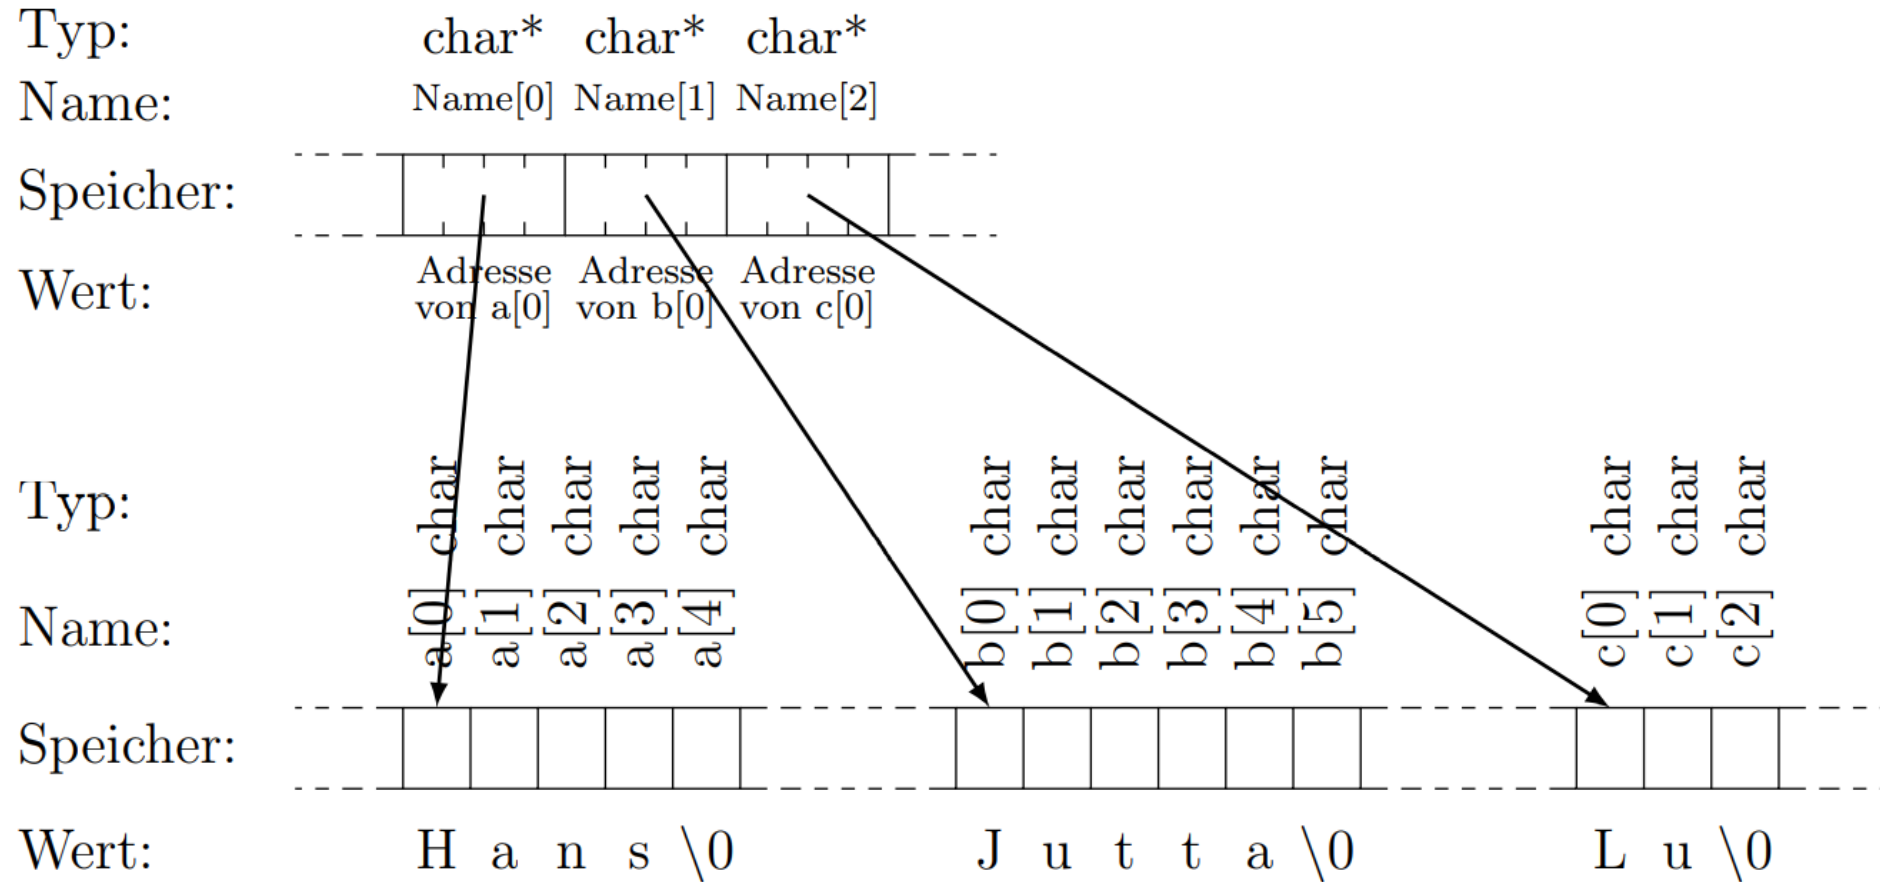 Typ: char* char* char*
Name: Name[0] Name[1] Name[2]
Speicher:
Wert: Adresse von a[0] Adresse von b[0] Adresse von c[0]
Typ: char char char char char char char char char char char char char char
Name: a[0] a[1] a[2] a[3] a[4] b[0] b[1] b[2] b[3] b[4] b[5] c[0] c[1] c[2]
Speicher:
Wert: H a n s \0 J u t t a \0 L u \0